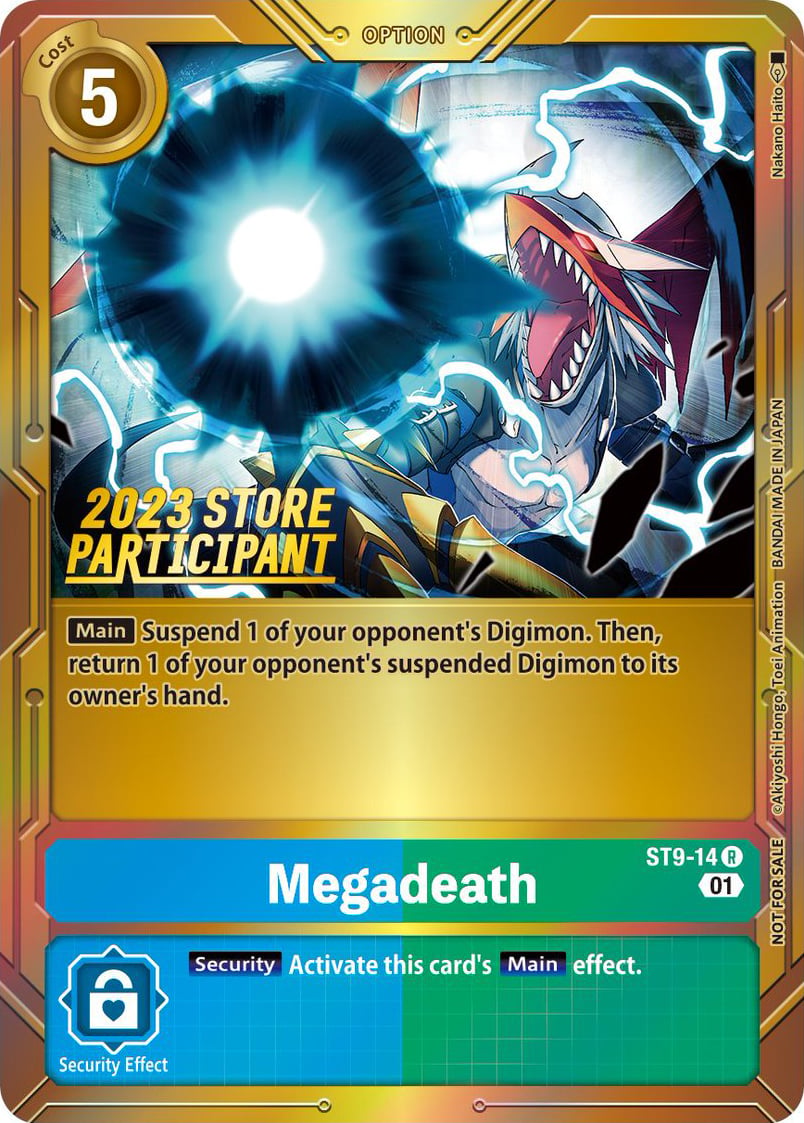 OPTION
Cost
5
Nakano Haito
2023 STORE
PARTICIPANT
Main Suspend 1 of your opponent's Digimon. Then,
return 1 of your opponent's suspended Digimon to its
owner's hand.
©Akiyoshi Hongo, Toei Animation BANDAI MADE IN JAPAN
NOT FOR SALE
ST9-14 R
01
Megadeath
Security Activate this card's Main effect.
Security Effect